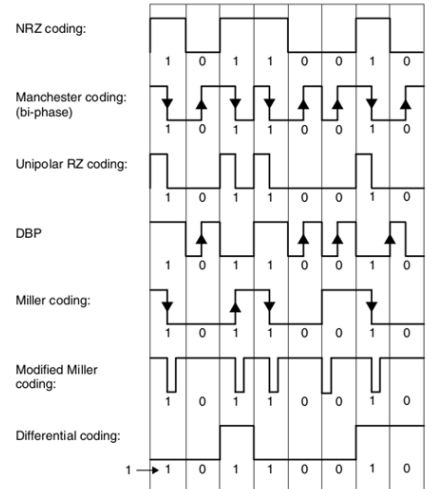 NRZ coding:
1 0 1 1 0 0 1 0
Manchester coding:
(bi-phase)
1 0 1 1 0 0 1 0
Unipolar RZ coding:
1 0 1 1 0 0 1 0
DBP
1 0 1 1 0 0 1 0
Miller coding:
1 0 1 1 0 0 1 0
Modified Miller
coding:
1 0 1 1 0 0 1 0
Differential coding:
1 1 0 1 1 0 0 1 0